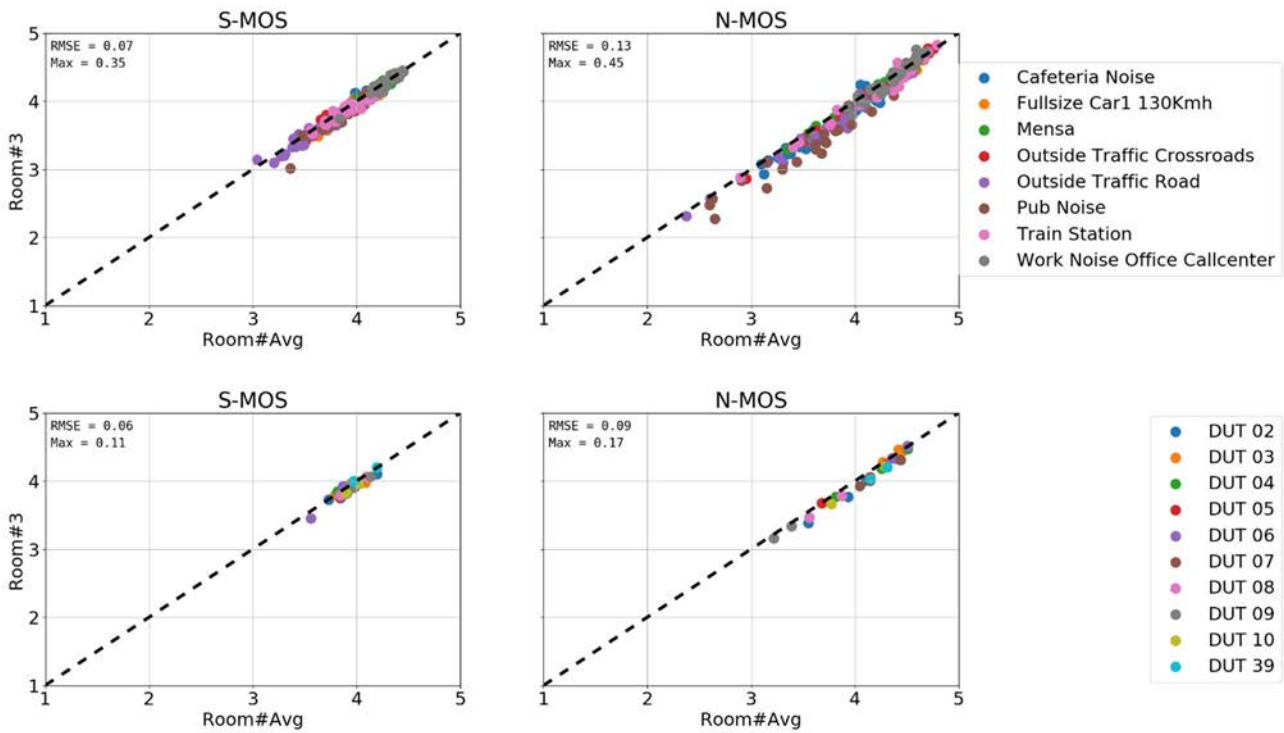 S-MOS
N-MOS
RMSE = 0.07
Max = 0.35
RMSE = 0.13
Max = 0.45
5
4
3
2
1
Room#3
1 2 3 4 5
1 2 3 4 5
Room#Avg
Room#Avg
Cafeteria Noise
Fullsize Car1 130Kmh
Mensa
Outside Traffic Crossroads
Outside Traffic Road
Pub Noise
Train Station
Work Noise Office Callcenter
S-MOS
N-MOS
RMSE = 0.06
Max = 0.11
RMSE = 0.09
Max = 0.17
5
4
3
2
1
Room#3
1 2 3 4 5
1 2 3 4 5
Room#Avg
Room#Avg
DUT 02
DUT 03
DUT 04
DUT 05
DUT 06
DUT 07
DUT 08
DUT 09
DUT 10
DUT 39